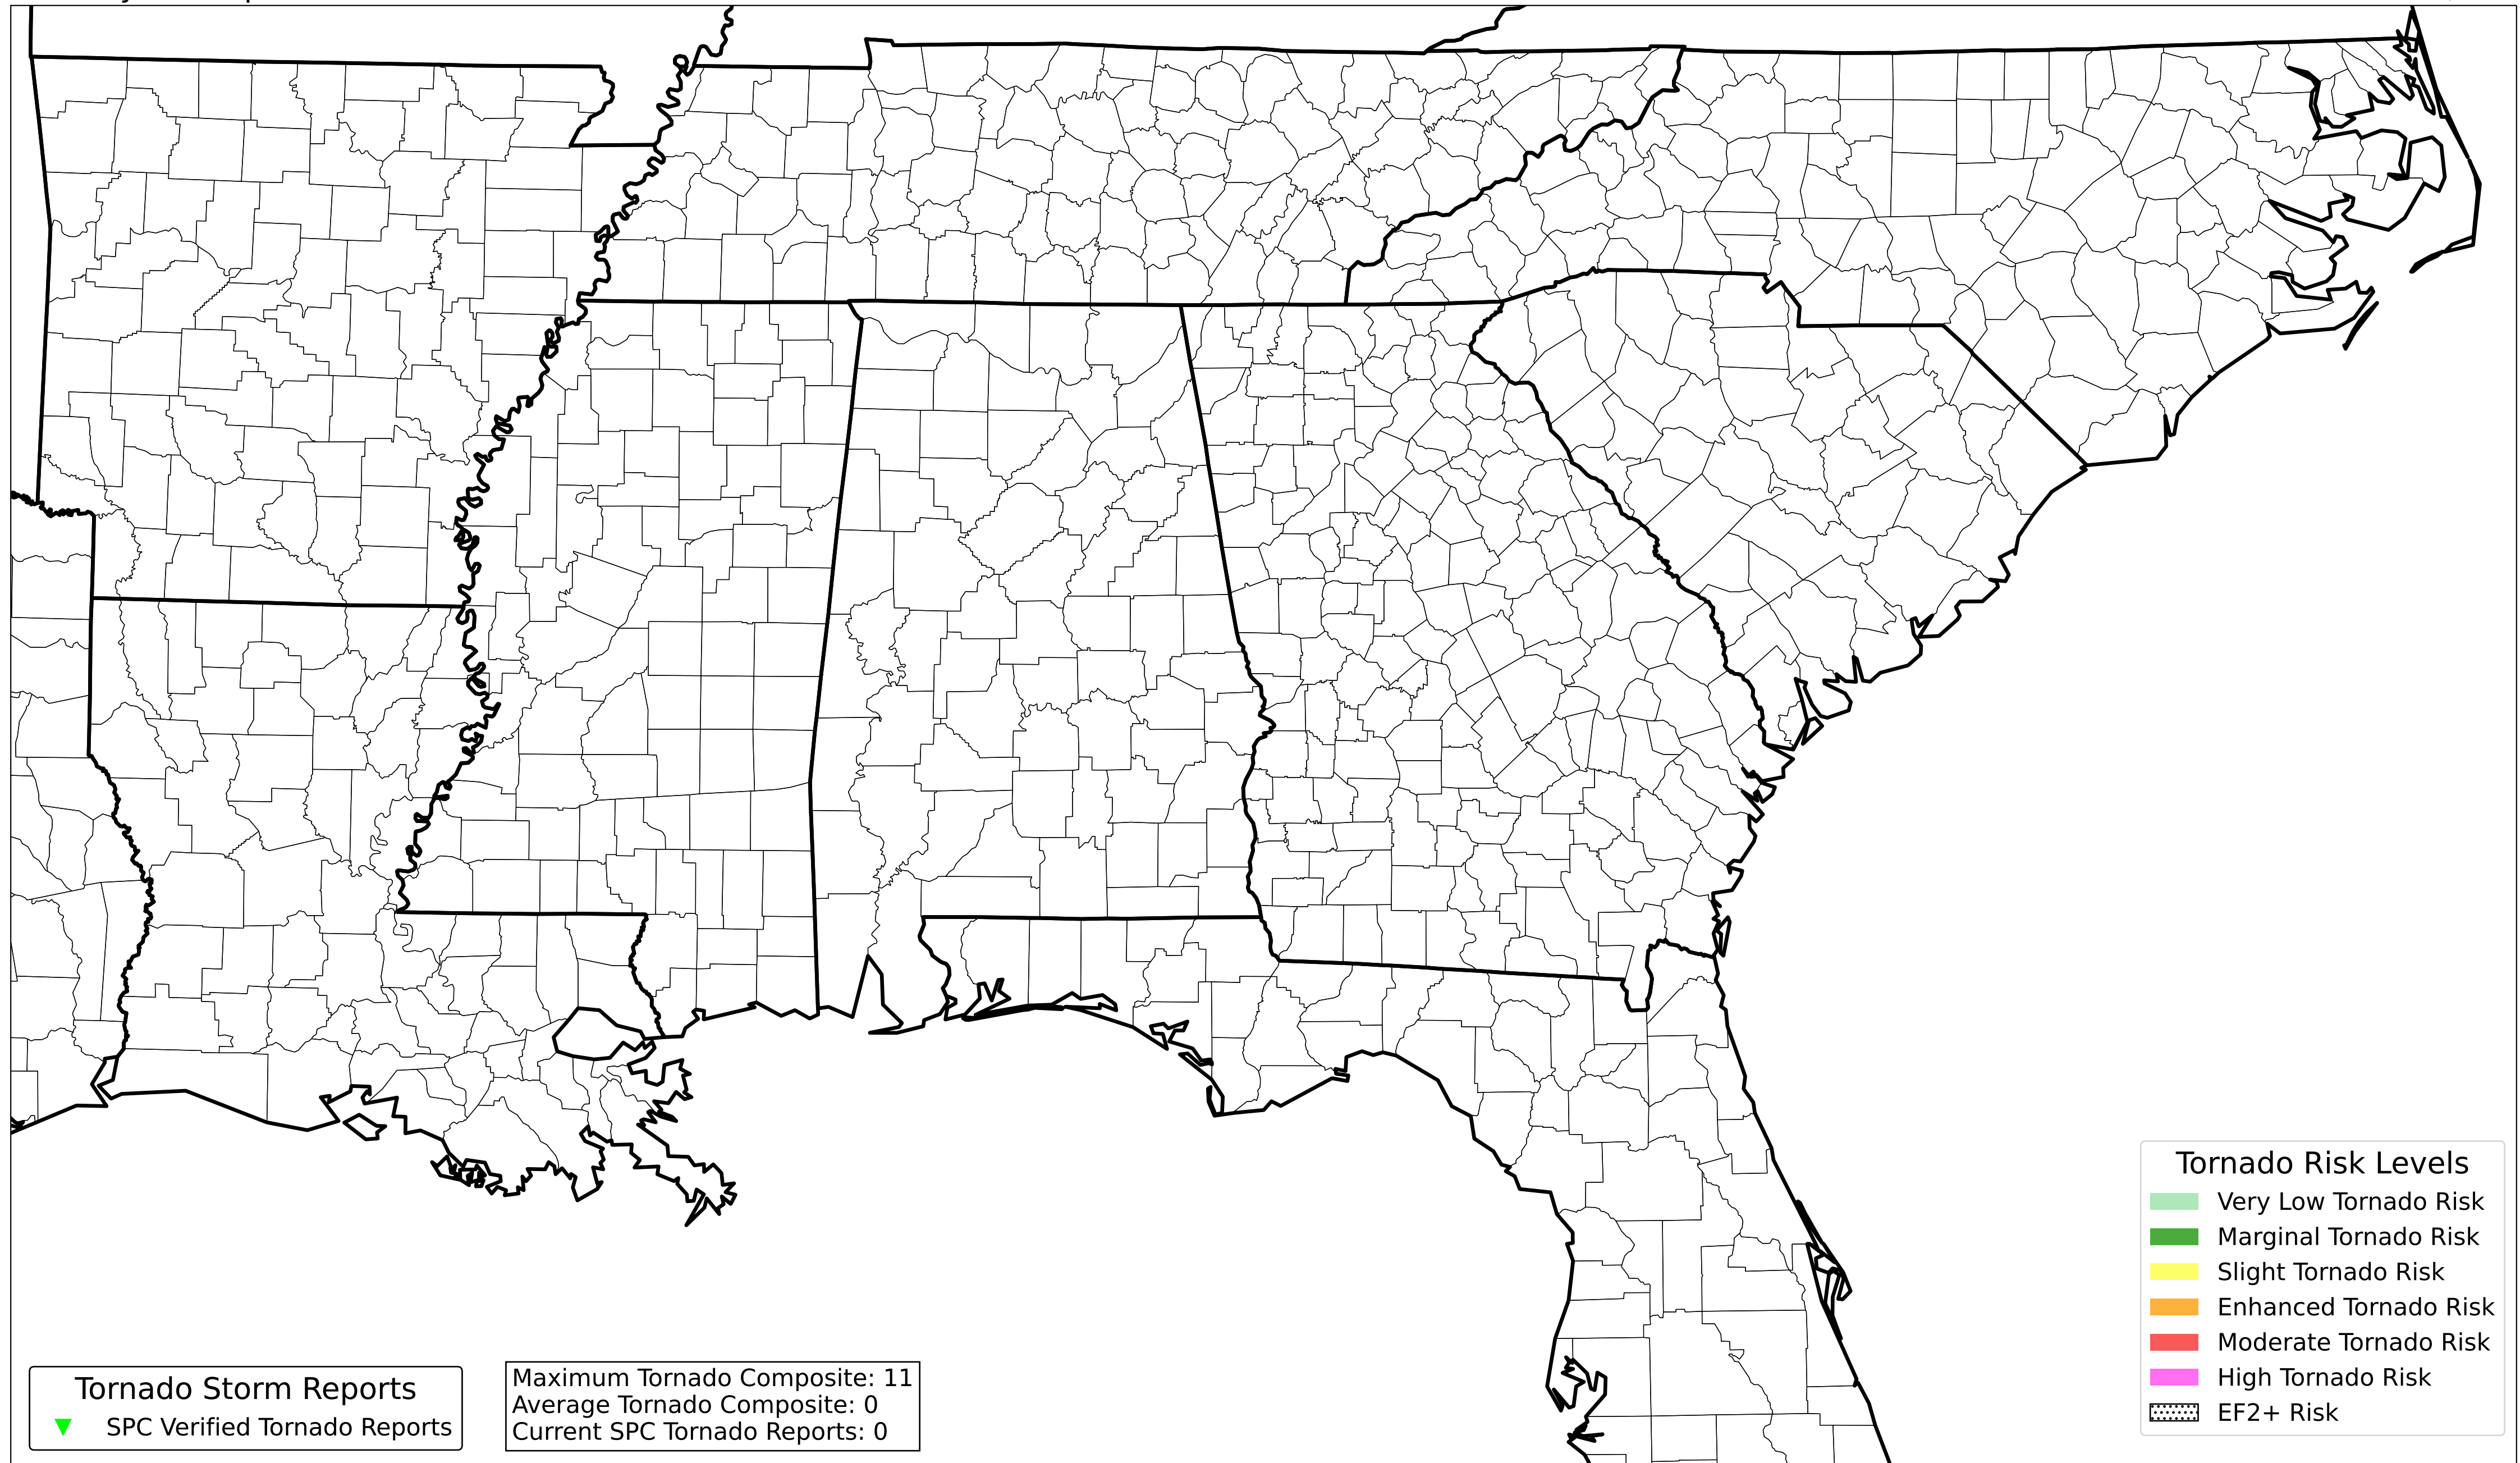 Tornado Risk Levels
Very Low Tornado Risk
Marginal Tornado Risk
Slight Tornado Risk
Enhanced Tornado Risk
Moderate Tornado Risk
High Tornado Risk
EF2+ Risk
Tornado Storm Reports
SPC Verified Tornado Reports
Maximum Tornado Composite: 11
Average Tornado Composite: 0
Current SPC Tornado Reports: 0